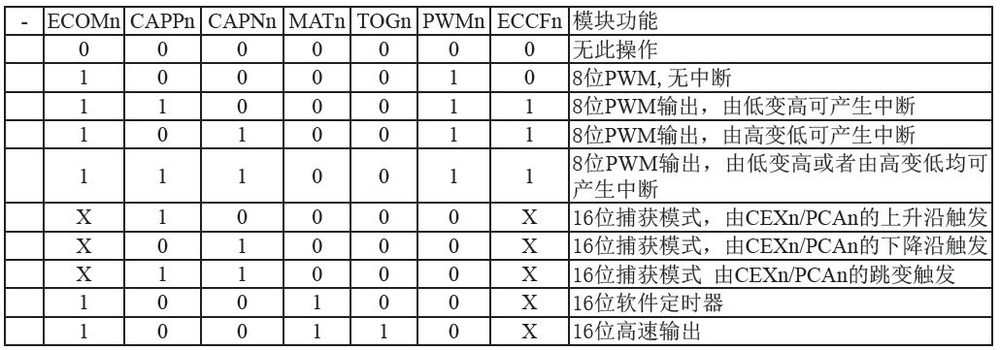 - ECOMn CAPPn CAPNn MATn TOGn PWMn ECCFn 模块功能
0 0 0 0 0 0 0 无此操作
1 0 0 0 0 1 0 8位PWM, 无中断
1 1 0 0 0 1 1 8位PWM输出，由低变高可产生中断
1 0 1 0 0 1 1 8位PWM输出，由高变低可产生中断
1 1 1 0 0 1 1 8位PWM输出，由低变高或者由高变低均可
产生中断
X 1 0 0 0 0 X 16位捕获模式，由CEXn/PCAn的上升沿触发
X 0 1 0 0 0 X 16位捕获模式，由CEXn/PCAn的下降沿触发
X 1 1 0 0 0 X 16位捕获模式 由CEXn/PCAn的跳变触发
1 0 0 1 0 0 X 16位软件定时器
1 0 0 1 1 0 X 16位高速输出